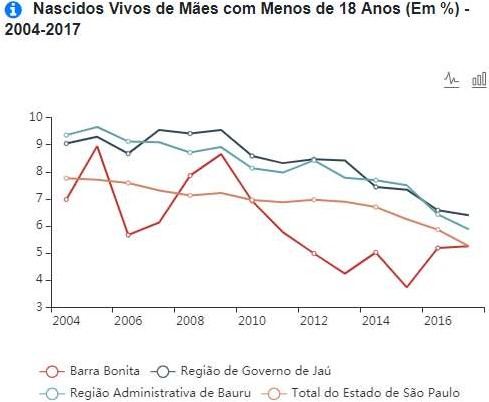 Nascidos Vivos de Mães com Menos de 18 Anos (Em %) -
2004-2017
10
9
8
7
6
5
4
3
2004 2006 2008 2010 2012 2014 2016
Barra Bonita Região de Governo de Jaú
Região Administrativa de Bauru Total do Estado de São Paulo